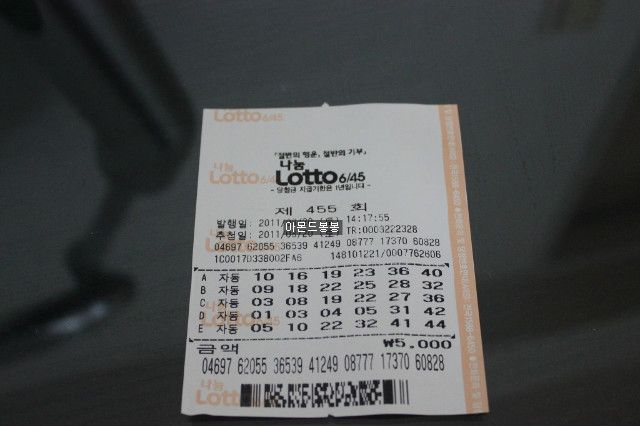 Lotto 6/45
「절반의 행운, 절반의 기부」
나눔
Lotto 6/45
- 당첨금 지급기한은 1년입니다 -
제 455 회
발행일: 2011 14:17:55
아몬드봉봉
추첨일: 2011 TR:0003222328
04697 62055 36539 41249 08777 17370 60828
148101221/0007762806
A 자동 10 16 19 23 36 40
B 자동 09 18 22 25 28 32
C 자동 03 08 19 22 27 36
D 자동 01 03 04 05 31 42
E 자동 05 10 22 32 41 44
금액 ₩5,000
04697 62055 36539 41249 08777 17370 60828
나눔
Lotto